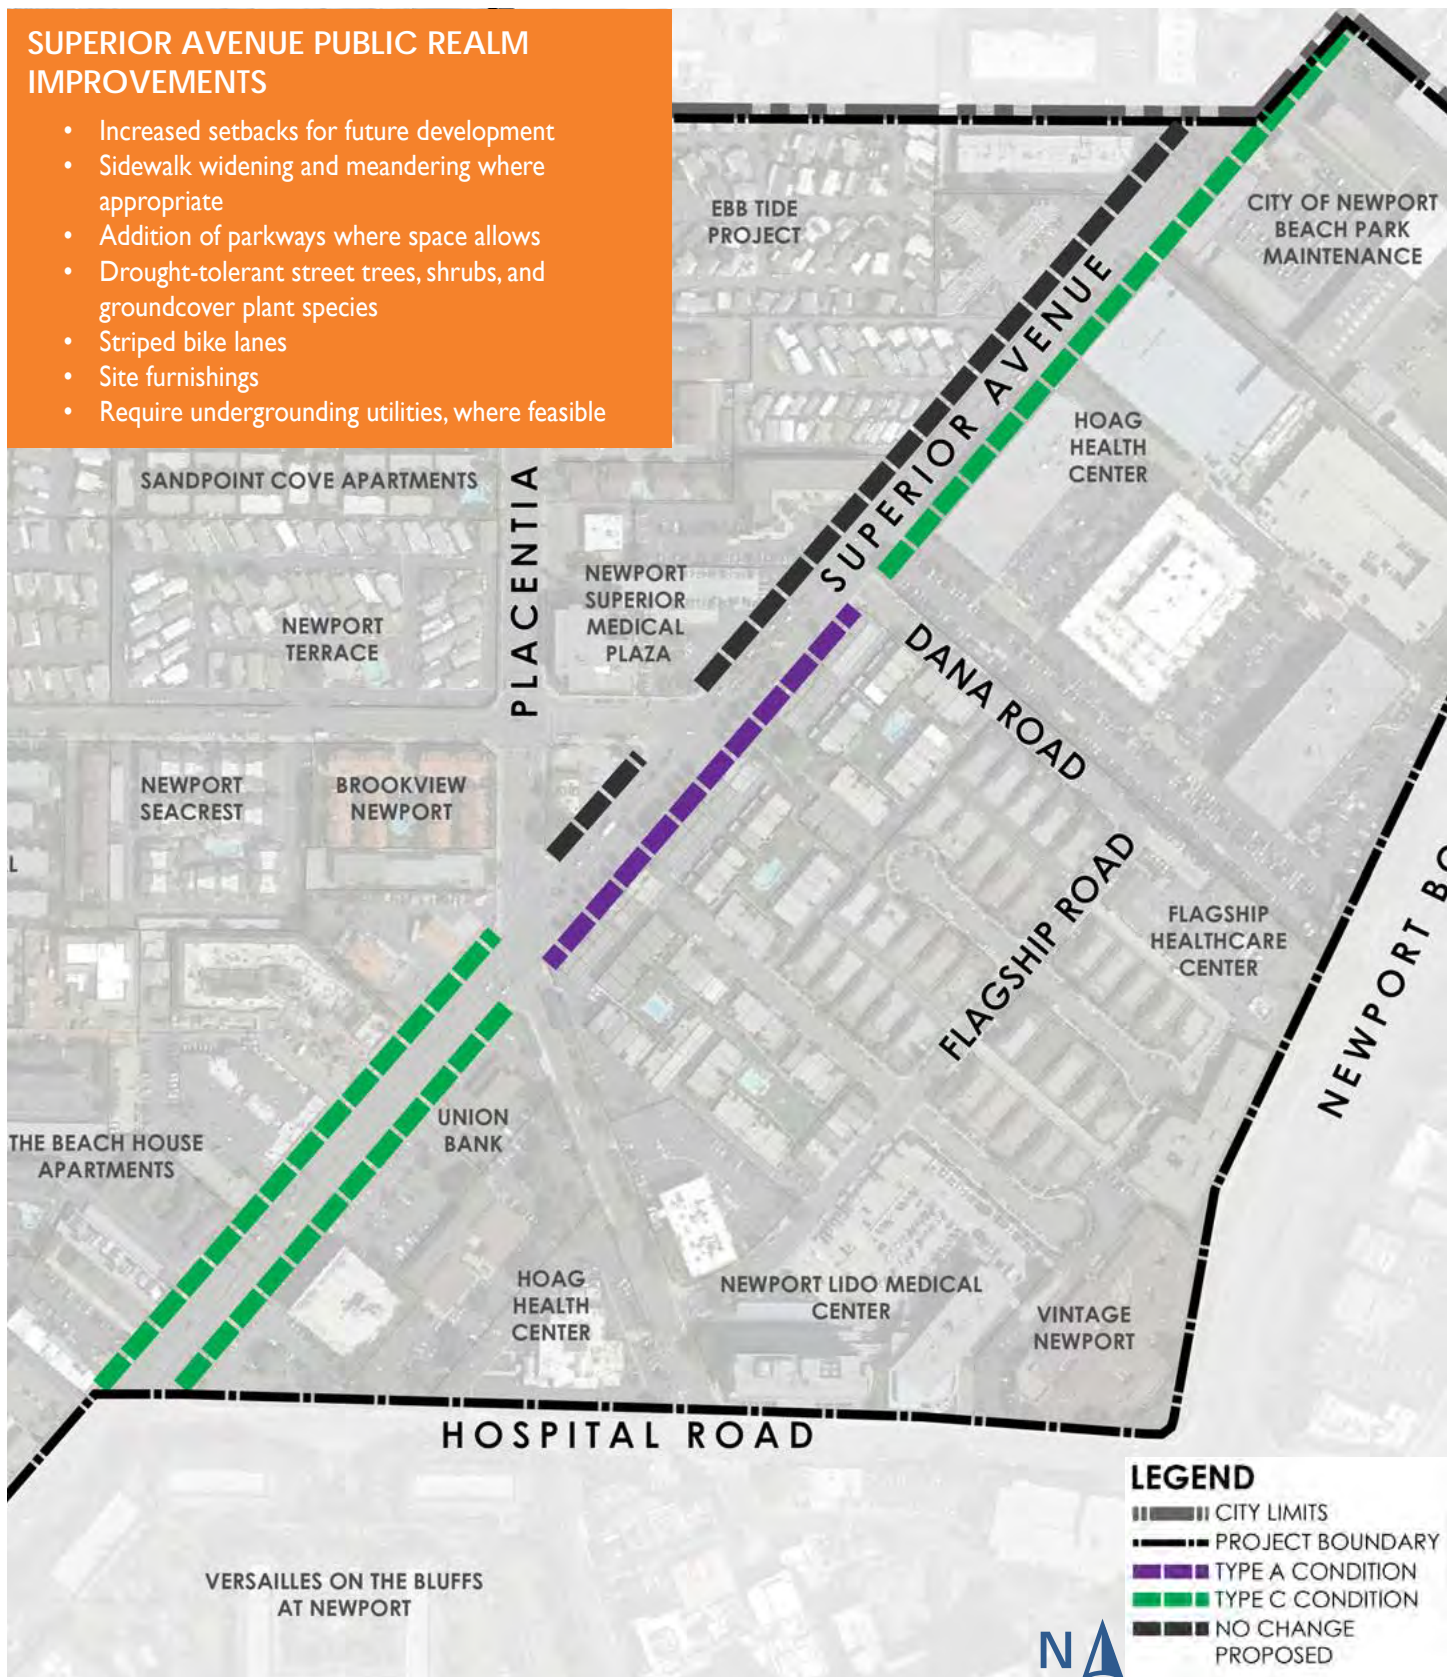 SUPERIOR AVENUE PUBLIC REALM
IMPROVEMENTS
• Increased setbacks for future development
• Sidewalk widening and meandering where
appropriate
• Addition of parkways where space allows
• Drought-tolerant street trees, shrubs, and
groundcover plant species
• Striped bike lanes
• Site furnishings
• Require undergrounding utilities, where feasible
EBB TIDE
PROJECT
CITY OF NEWPORT
BEACH PARK
MAINTENANCE
SUPERIOR AVENUE
HOAG
HEALTH
CENTER
SANDPOINT COVE APARTMENTS
PLACENTIA
NEWPORT
SUPERIOR
MEDICAL
PLAZA
NEWPORT
TERRACE
DANA ROAD
NEWPORT
SEACREST
BROOKVIEW
NEWPORT
L
FLAGSHIP ROAD
FLAGSHIP
HEALTHCARE
CENTER
NEWPORT BO
UNION
BANK
THE BEACH HOUSE
APARTMENTS
HOAG
HEALTH
CENTER
NEWPORT LIDO MEDICAL
CENTER
VINTAGE
NEWPORT
HOSPITAL ROAD
VERSAILLES ON THE BLUFFS
AT NEWPORT
LEGEND
CITY LIMITS
PROJECT BOUNDARY
TYPE A CONDITION
TYPE C CONDITION
NO CHANGE
PROPOSED
N